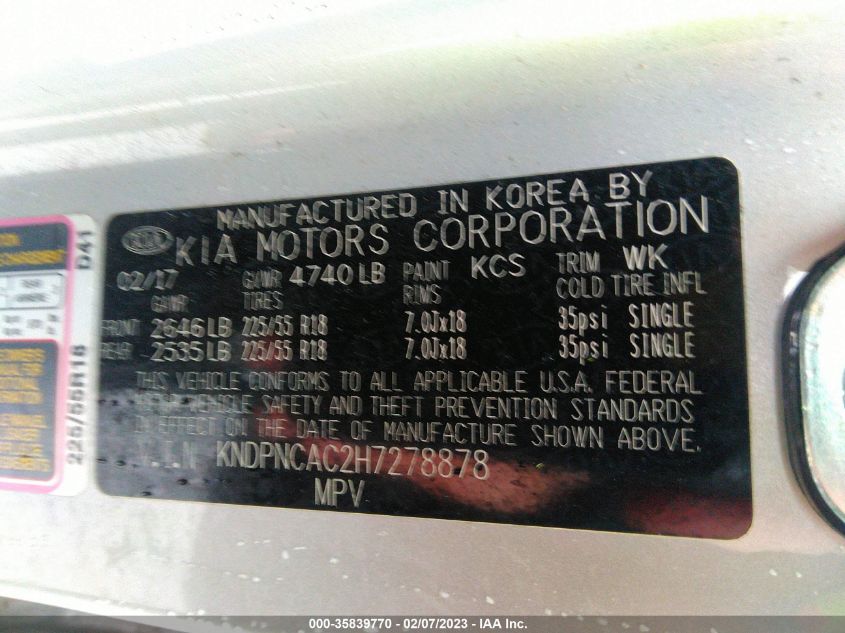 MANUFACTURED IN KOREA BY
KIA KIA MOTORS CORPORATION
02/17 GVWR 4740 LB PAINT KCS TRIM WK
GAWR TIRES RIMS COLD TIRE INFL
FRONT 2646 LB 225/55 R18 7.0Jx18 35psi SINGLE
REAR 2535 LB 225/55 R18 7.0Jx18 35psi SINGLE
THIS VEHICLE CONFORMS TO ALL APPLICABLE U.S.A. FEDERAL
MOTOR VEHICLE SAFETY AND THEFT PREVENTION STANDARDS
IN EFFECT ON THE DATE OF MANUFACTURE SHOWN ABOVE.
V.I.N KNDPNCAC2H7278878
MPV
225/55R18 D41
000-35839770 - 02/07/2023 - IAA Inc.